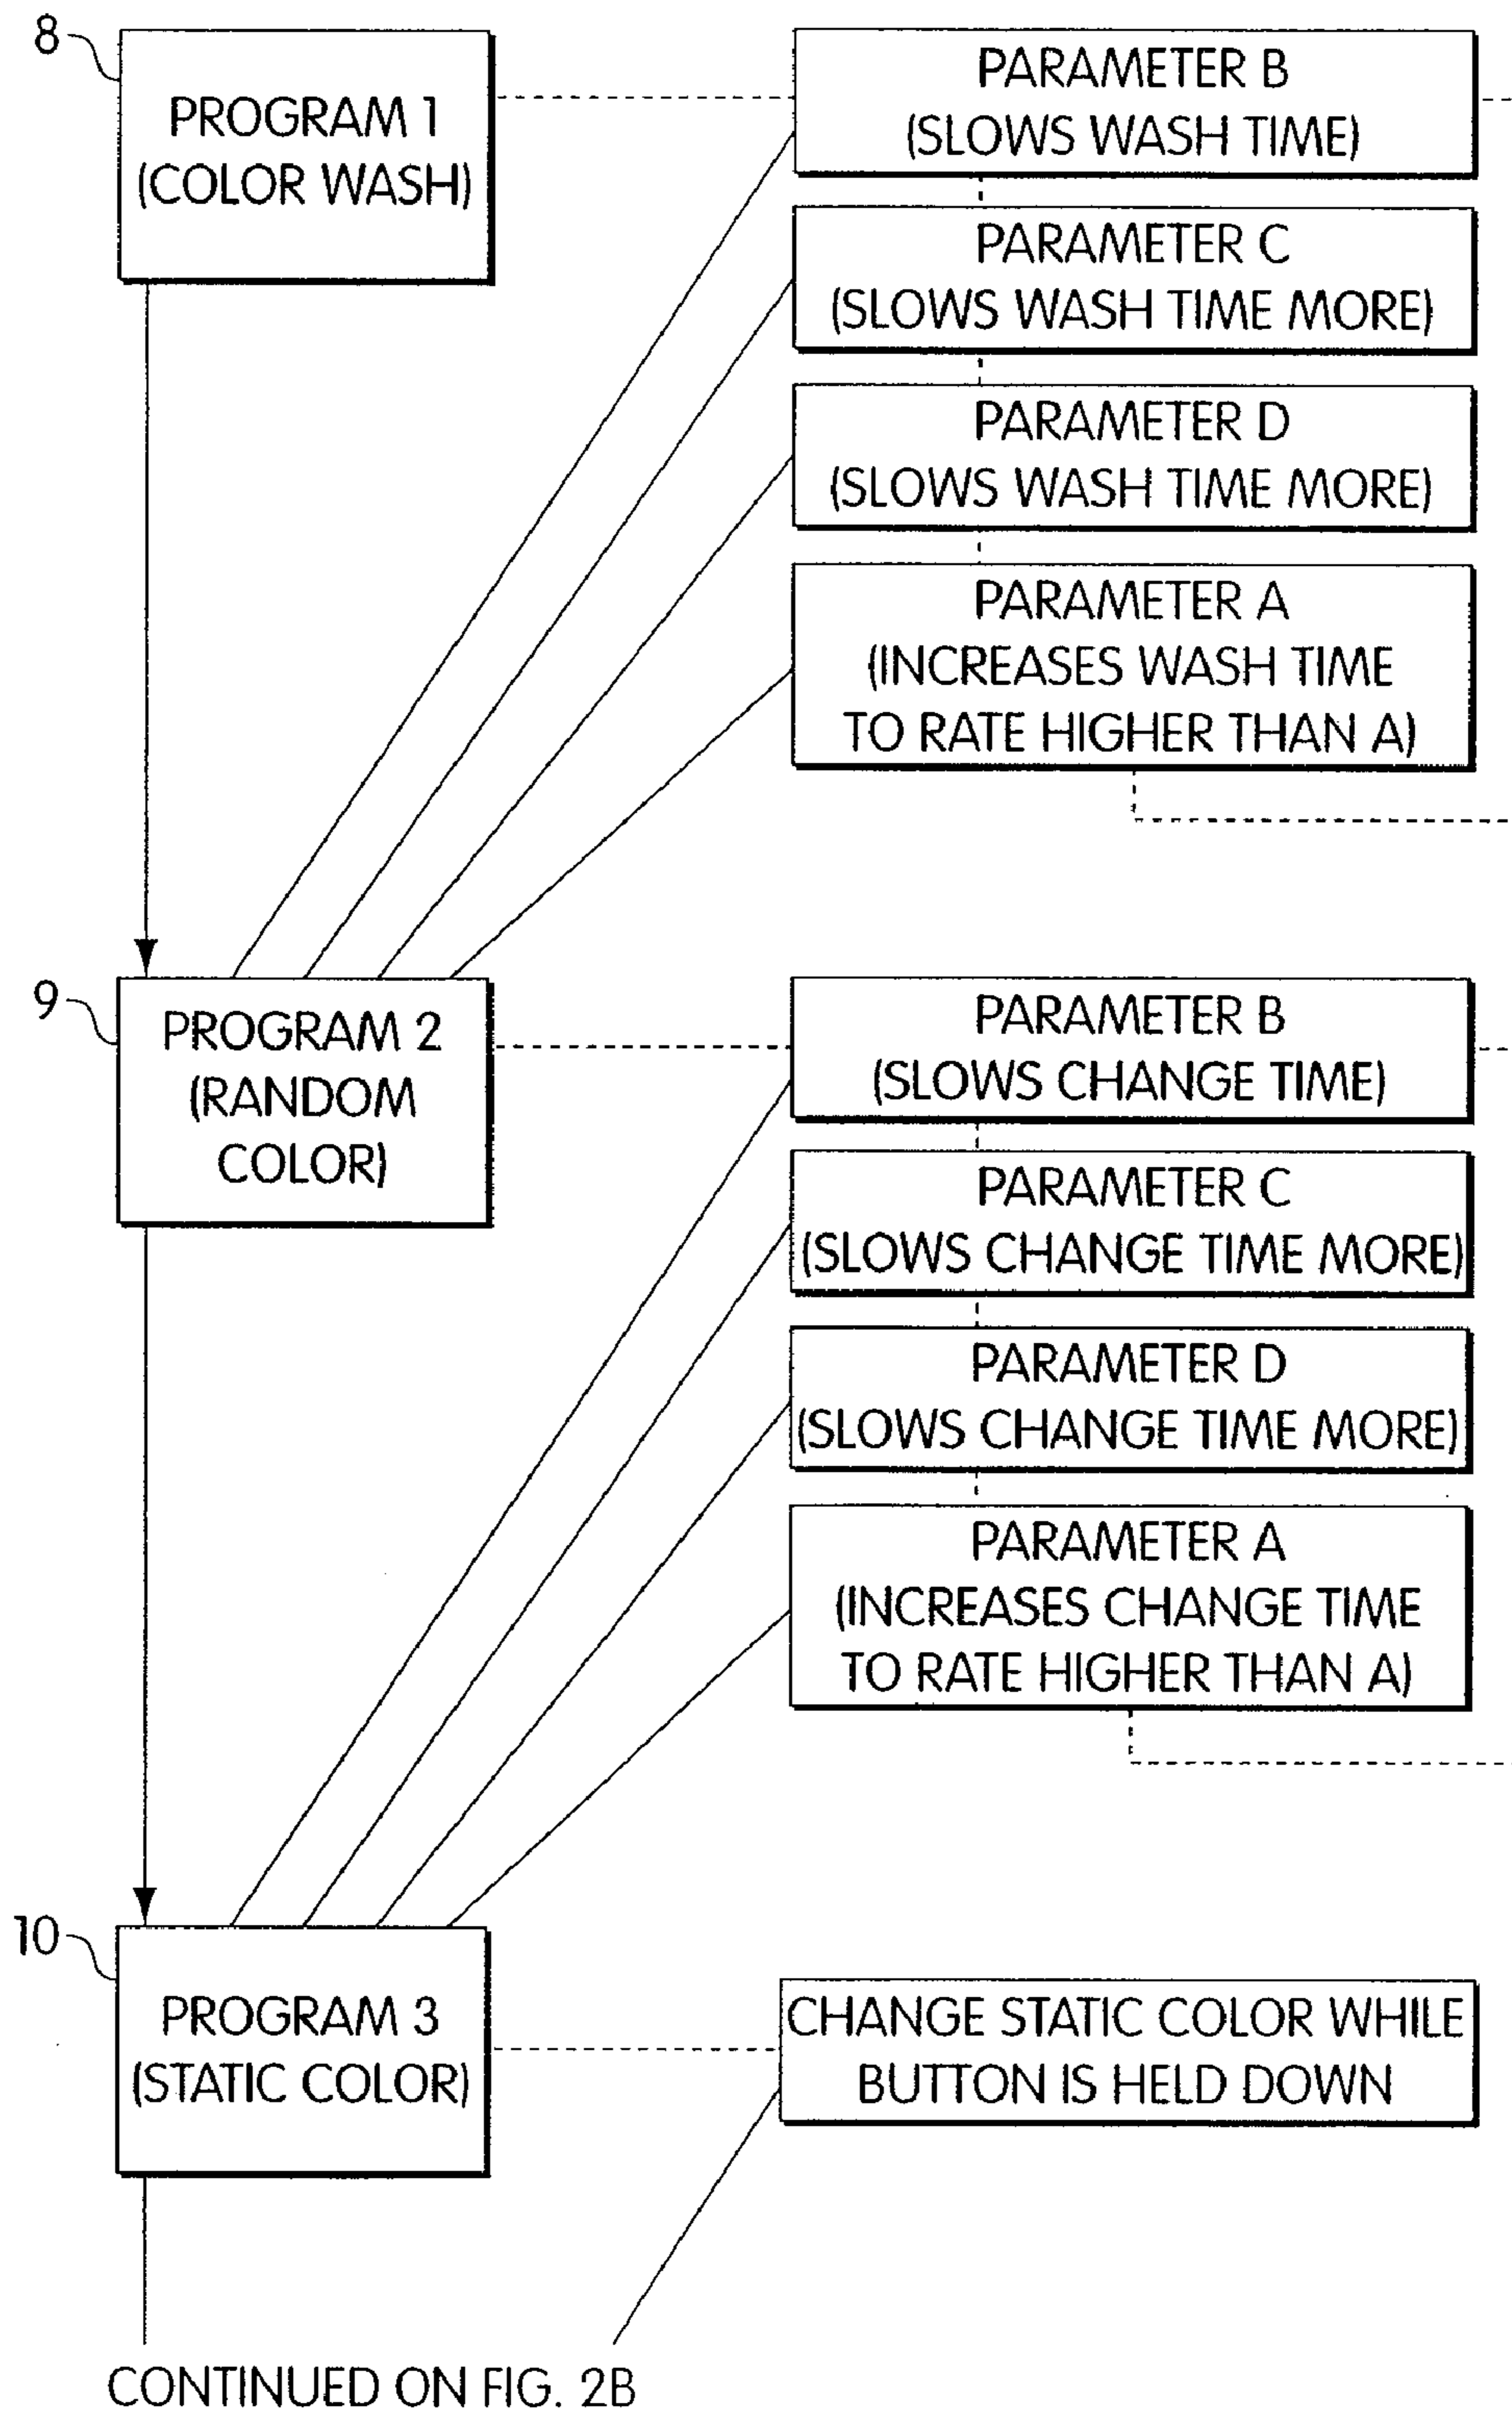 8
PROGRAM 1
(COLOR WASH)
PARAMETER B
(SLOWS WASH TIME)
PARAMETER C
(SLOWS WASH TIME MORE)
PARAMETER D
(SLOWS WASH TIME MORE)
PARAMETER A
(INCREASES WASH TIME
TO RATE HIGHER THAN A)
9
PROGRAM 2
(RANDOM
COLOR)
PARAMETER B
(SLOWS CHANGE TIME)
PARAMETER C
(SLOWS CHANGE TIME MORE)
PARAMETER D
(SLOWS CHANGE TIME MORE)
PARAMETER A
(INCREASES CHANGE TIME
TO RATE HIGHER THAN A)
10
PROGRAM 3
(STATIC COLOR)
CHANGE STATIC COLOR WHILE
BUTTON IS HELD DOWN
CONTINUED ON FIG. 2B